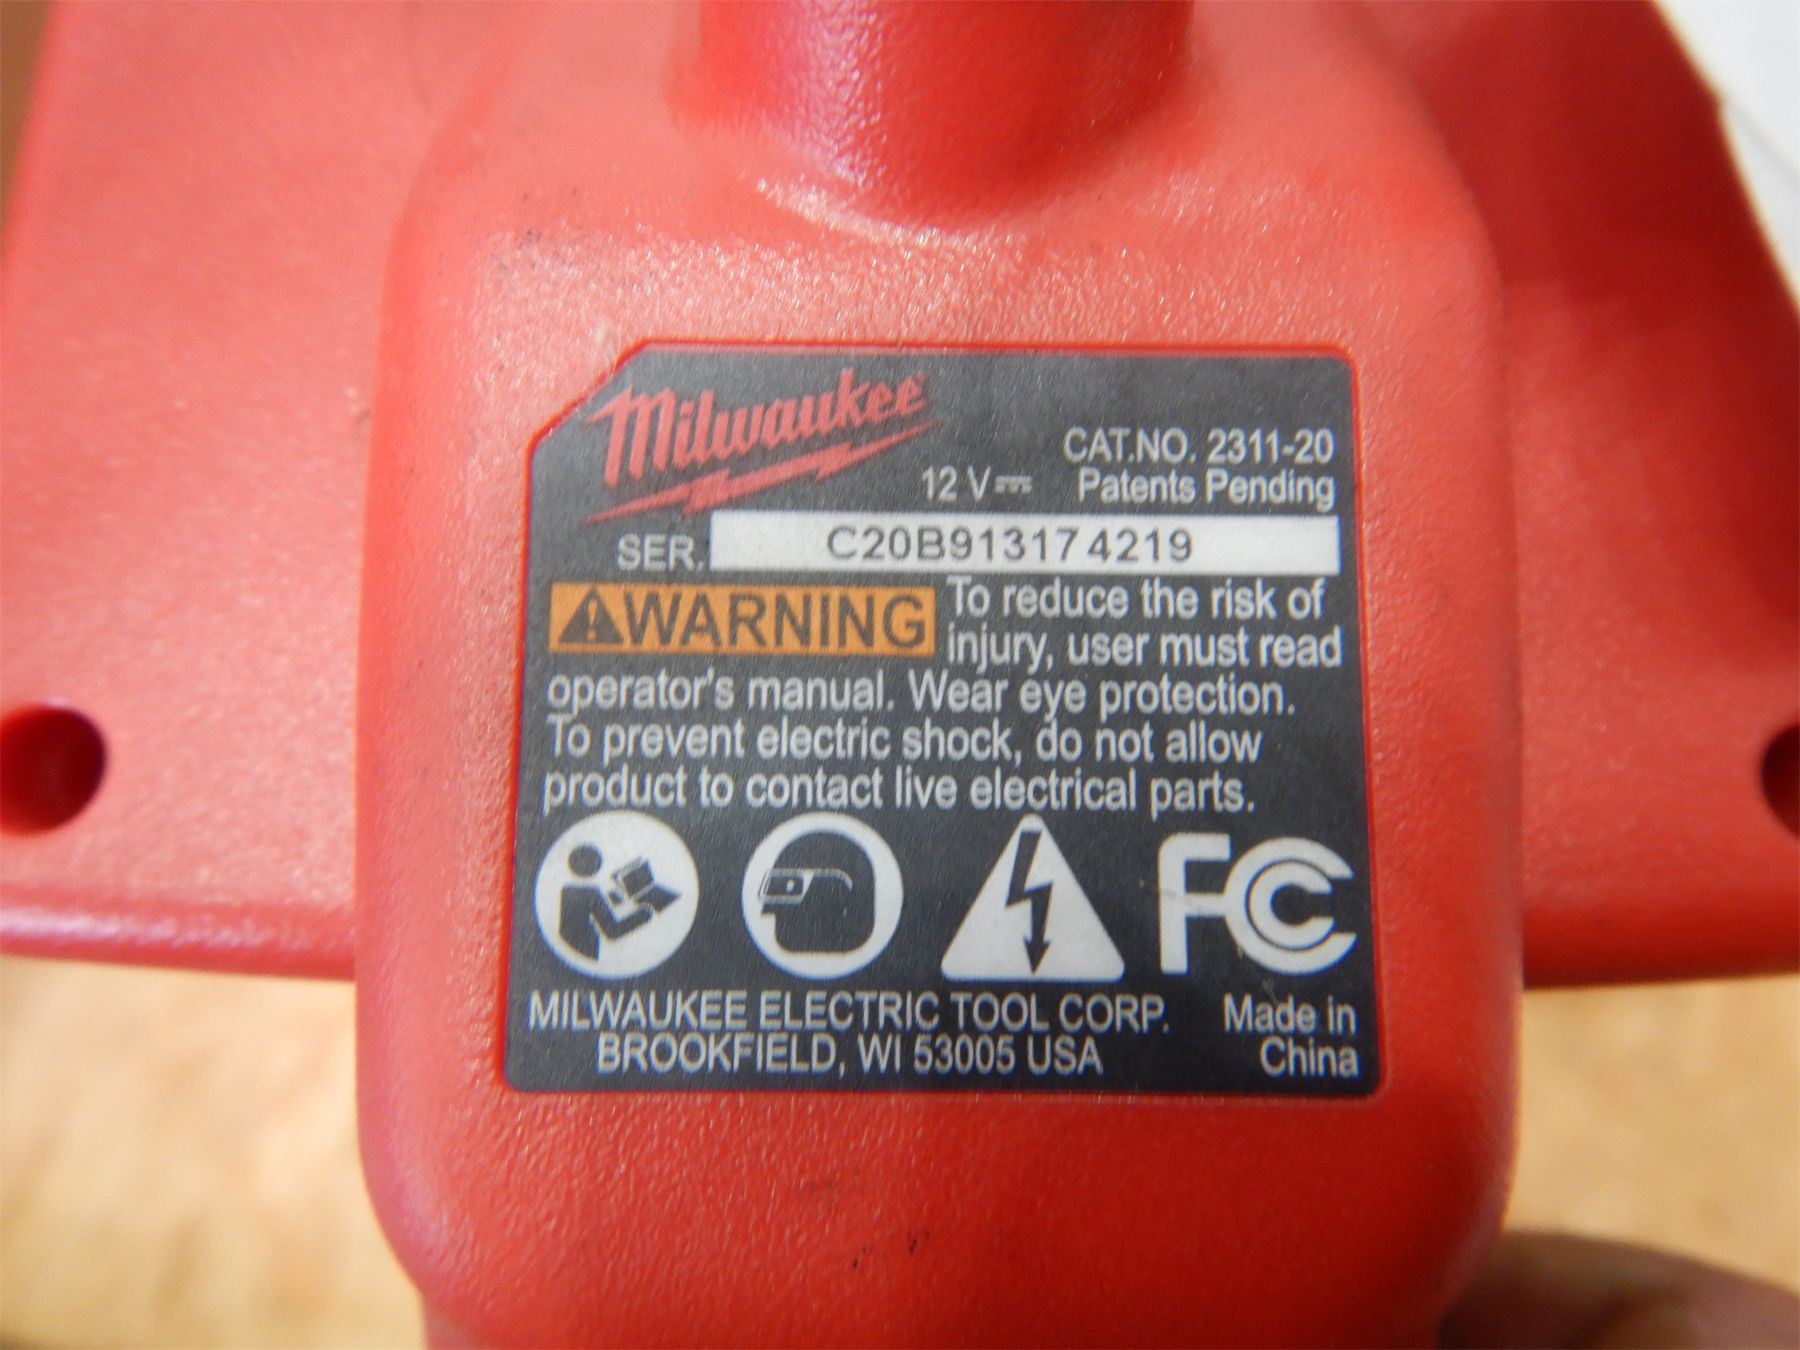 Milwaukee
CAT.NO. 2311-20
12 V Patents Pending
SER. C20B913174219
WARNING To reduce the risk of
injury, user must read
operator's manual. Wear eye protection.
To prevent electric shock, do not allow
product to contact live electrical parts.
FC
MILWAUKEE ELECTRIC TOOL CORP. Made in
BROOKFIELD, WI 53005 USA China